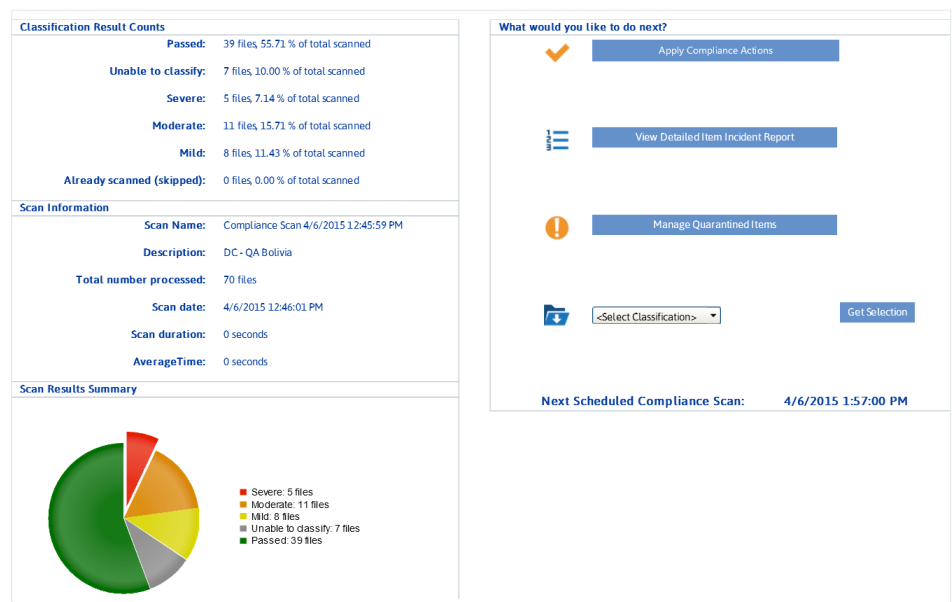 Classification Result Counts
Passed: 39 files, 55.71 % of total scanned
Unable to classify: 7 files, 10.00 % of total scanned
Severe: 5 files, 7.14 % of total scanned
Moderate: 11 files, 15.71 % of total scanned
Mild: 8 files, 11.43 % of total scanned
Already scanned (skipped): 0 files, 0.00 % of total scanned
Scan Information
Scan Name: Compliance Scan 4/6/2015 12:45:59 PM
Description: DC - QA Bolivia
Total number processed: 70 files
Scan date: 4/6/2015 12:46:01 PM
Scan duration: 0 seconds
AverageTime: 0 seconds
Scan Results Summary
Severe: 5 files
Moderate: 11 files
Mild: 8 files
Unable to classify: 7 files
Passed: 39 files
What would you like to do next?
Apply Compliance Actions
1
2
3
View Detailed Item Incident Report
!
Manage Quarantined Items
<Select Classification>
Get Selection
Next Scheduled Compliance Scan: 4/6/2015 1:57:00 PM